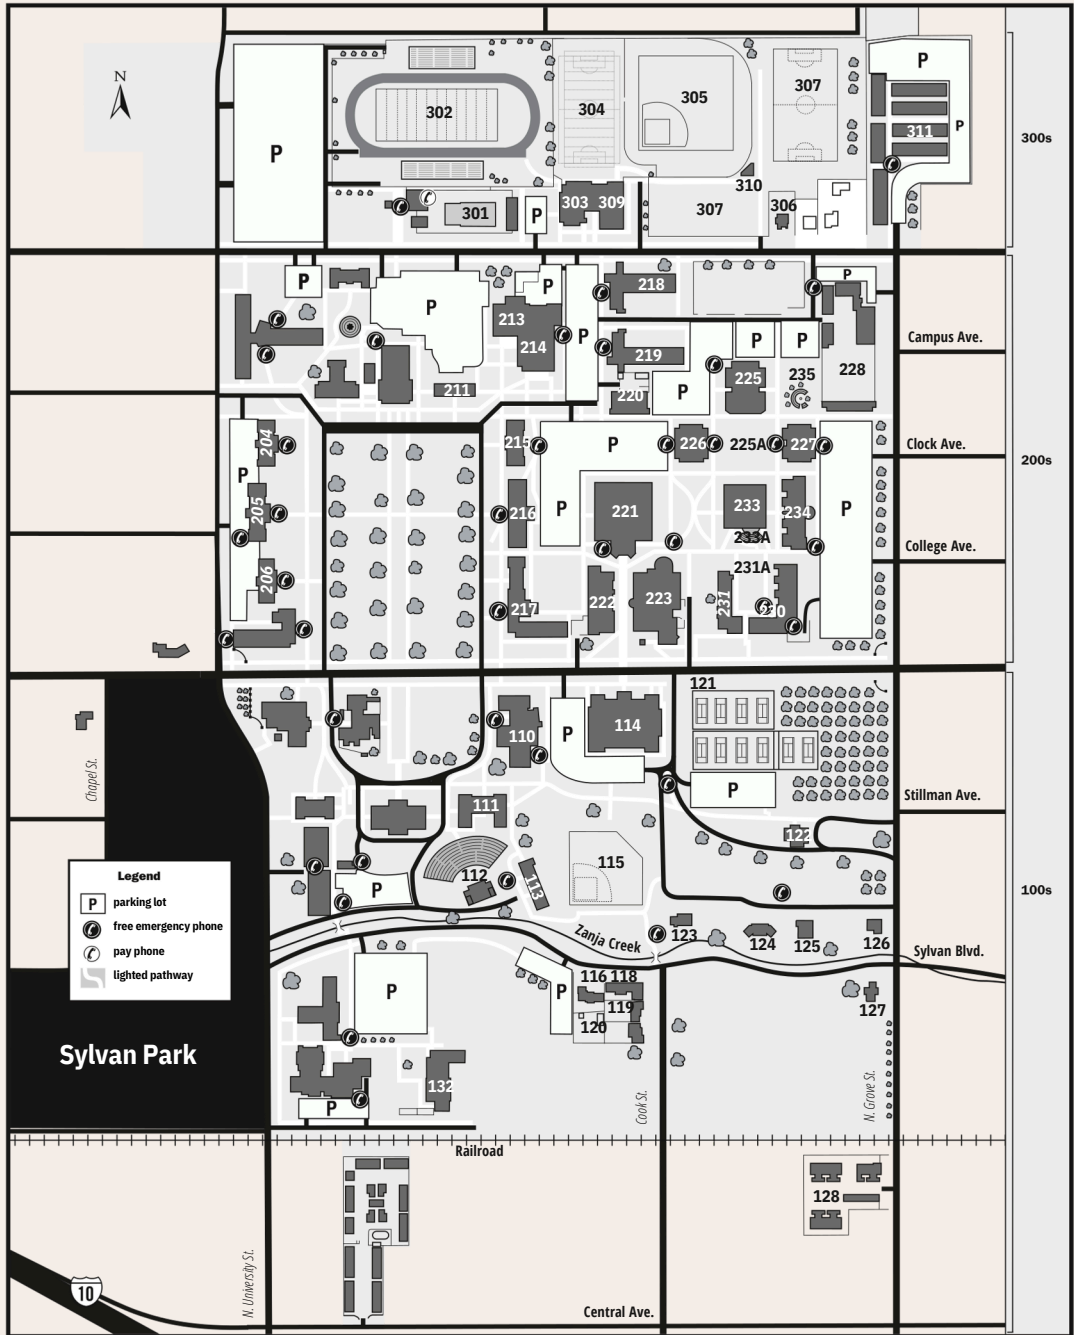 N
P
302
304
305
307
P
P
311
300s
310
301
P
303
309
307
306
P
P
P
218
P
213
214
P
Campus Ave.
219
P
P
235
228
225
211
220
P
204
215
P
226
225A
227
Clock Ave.
200s
P
205
216
P
221
233
234
P
233A
College Ave.
206
231A
217
222
223
231
230
121
110
P
114
Chapel St.
P
Stillman Ave.
111
122
Legend
P parking lot
free emergency phone
pay phone
lighted pathway
P
112
113
115
100s
Zanja Creek
123
124
125
126
Sylvan Blvd.
P
P
116
118
119
120
127
Sylvan Park
132
P
Cook St.
N. Grove St.
Railroad
128
N. University St.
10
Central Ave.